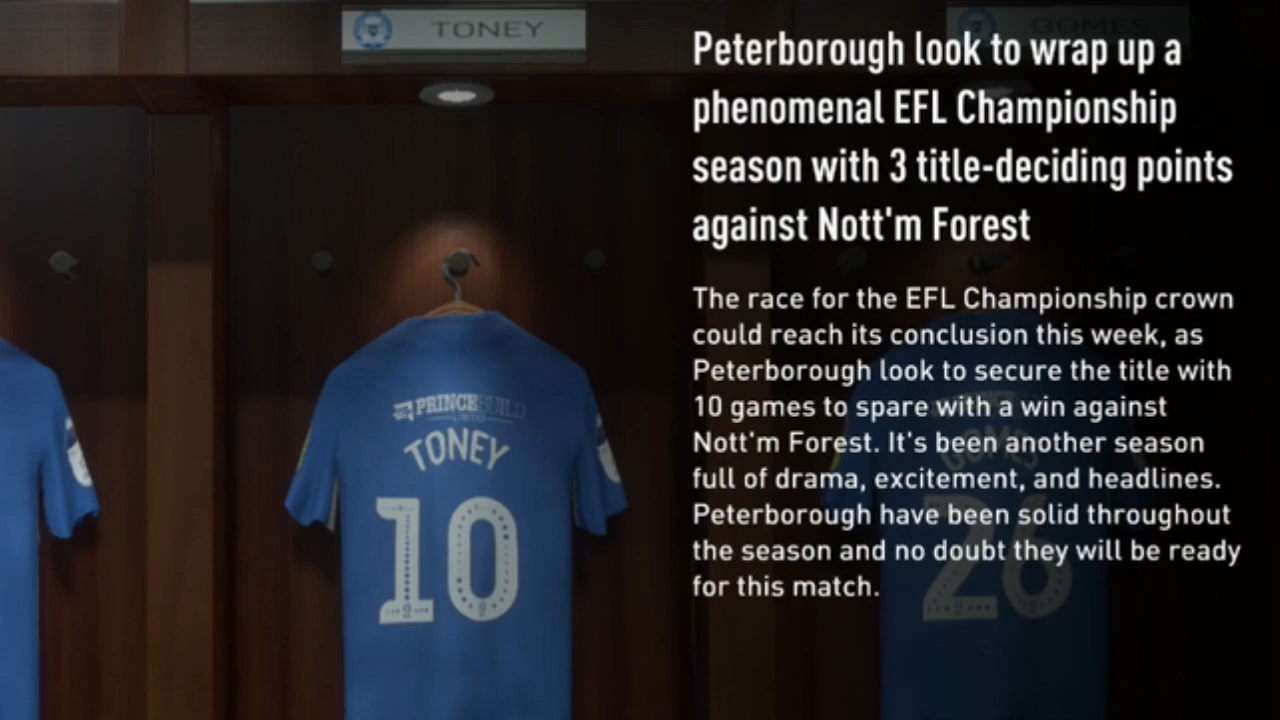 TONEY
GOMES
Peterborough look to wrap up a
phenomenal EFL Championship
season with 3 title-deciding points
against Nott'm Forest
The race for the EFL Championship crown
could reach its conclusion this week, as
Peterborough look to secure the title with
10 games to spare with a win against
Nott'm Forest. It's been another season
full of drama, excitement, and headlines.
Peterborough have been solid throughout
the season and no doubt they will be ready
for this match.
PRINCEBUILD
TONEY
10
GOMES
26